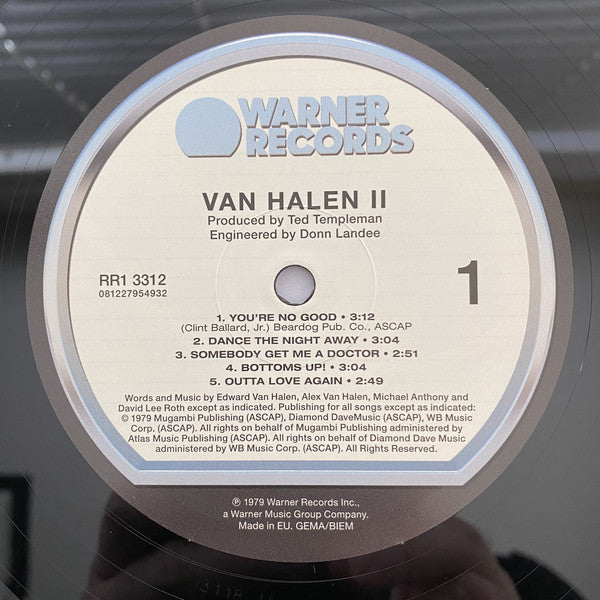 WARNER
RECORDS
VAN HALEN II
Produced by Ted Templeman
Engineered by Donn Landee
RR1 3312
081227954932
1
1. YOU'RE NO GOOD • 3:12
(Clint Ballard, Jr.) Beardog Pub. Co., ASCAP
2. DANCE THE NIGHT AWAY • 3:04
3. SOMEBODY GET ME A DOCTOR • 2:51
4. BOTTOMS UP! • 3:04
5. OUTTA LOVE AGAIN • 2:49
Words and Music by Edward Van Halen, Alex Van Halen, Michael Anthony and
David Lee Roth except as indicated. Publishing for all songs except as indicated:
© 1979 Mugambi Publishing (ASCAP), Diamond DaveMusic (ASCAP), WB Music
Corp. (ASCAP). All rights on behalf of Mugambi Publishing administered by
Atlas Music Publishing (ASCAP). All rights on behalf of Diamond Dave Music
administered by WB Music Corp. (ASCAP). All Rights Reserved.
℗ 1979 Warner Records Inc.,
a Warner Music Group Company.
Made in EU. GEMA/BIEM